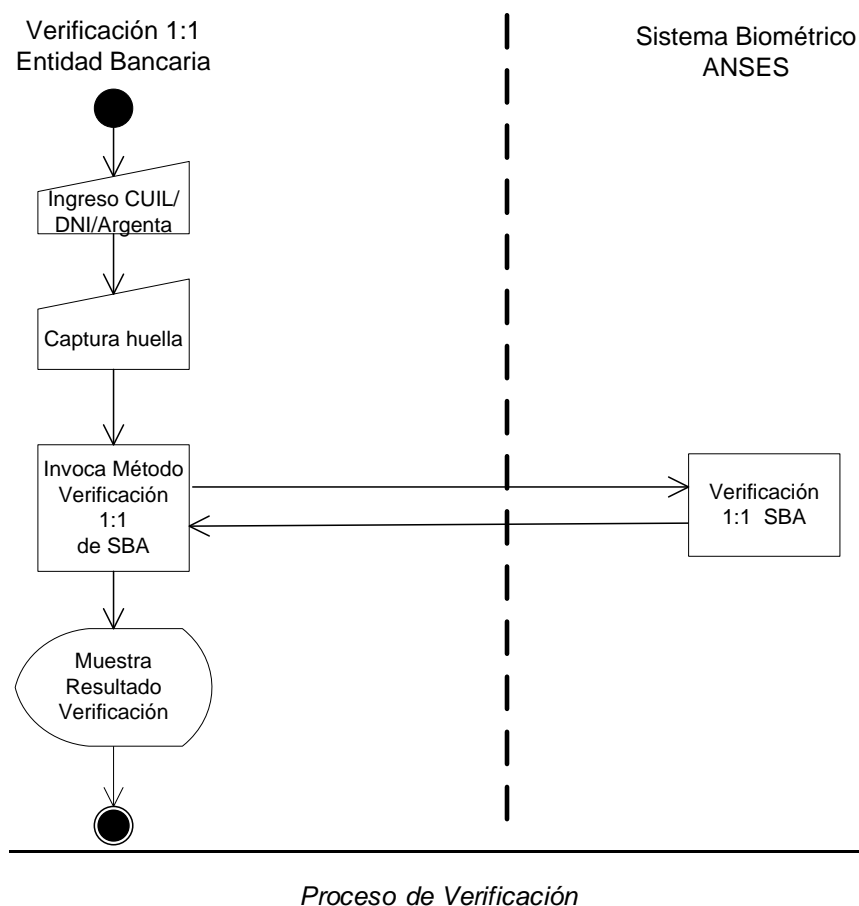 Verificación 1:1
Entidad Bancaria
Sistema Biométrico
ANSES
Ingreso CUIL/
DNI/Argenta
Captura huella
Invoca Método
Verificación
1:1
de SBA
Verificación
1:1 SBA
Muestra
Resultado
Verificación
Proceso de Verificación